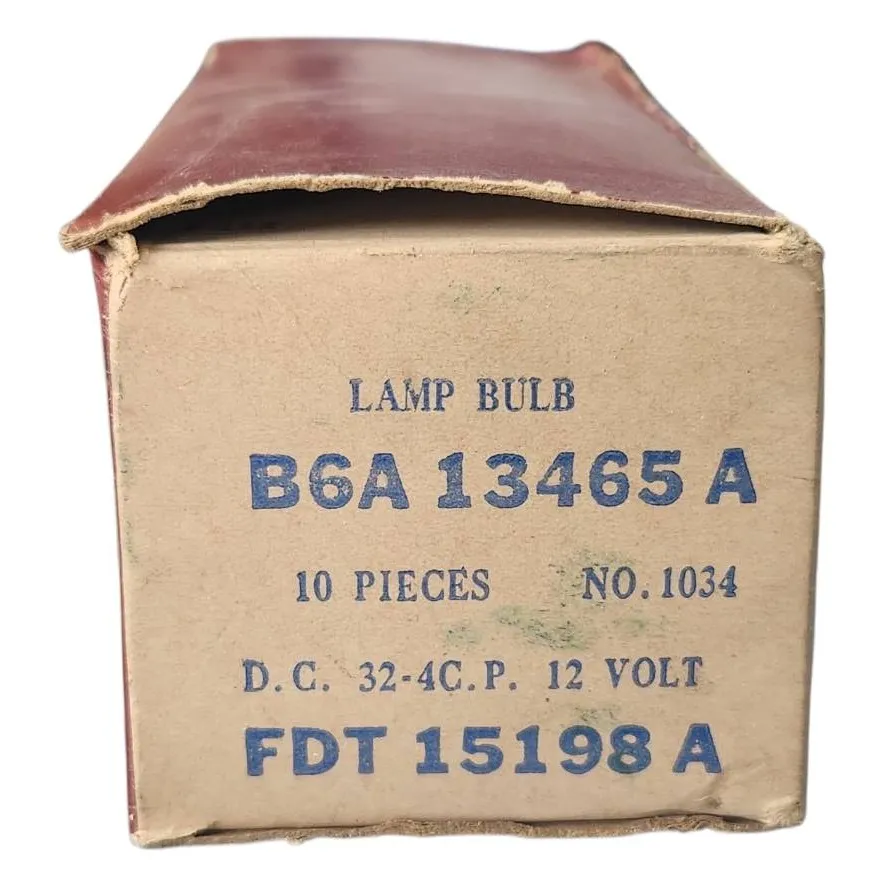 LAMP BULB
B6A 13465 A
10 PIECES NO. 1034
D.C. 32-4C.P. 12 VOLT
FDT 15198 A